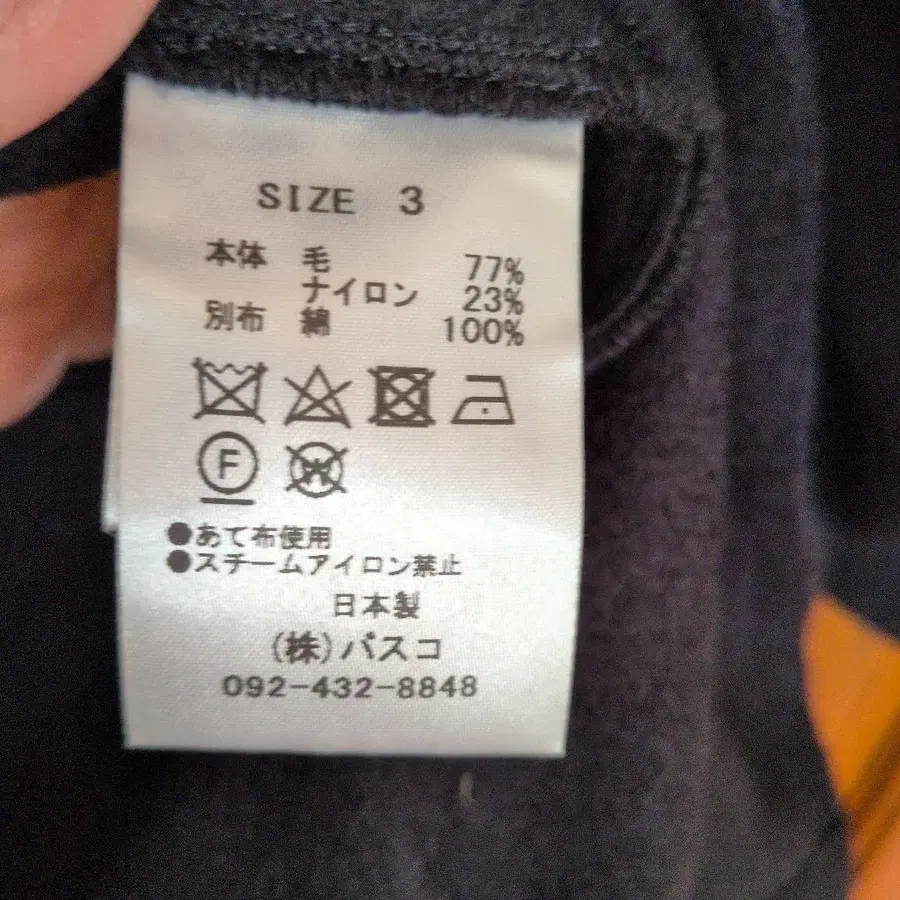 SIZE 3
本体 毛 77%
ナイロン 23%
別布 綿 100%
F
W
●あて布使用
●スチームアイロン禁止
日本製
(株)パスコ
092-432-8848